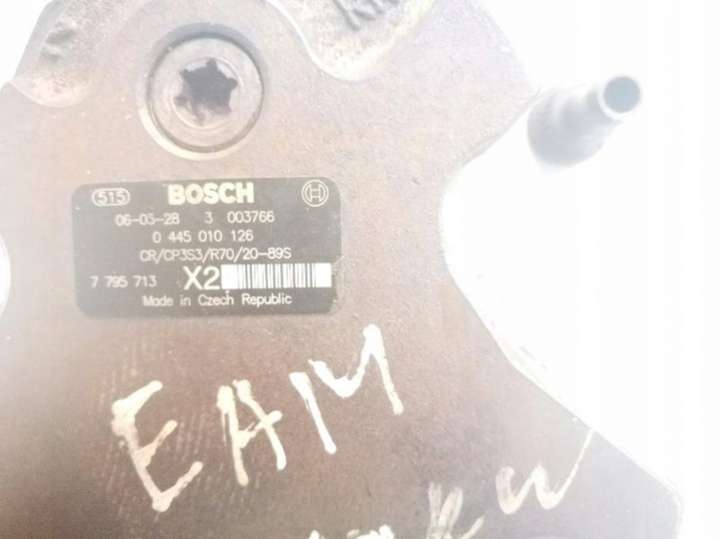 515 BOSCH
06-03-28 3 003766
0 445 010 126
CR/CP3S3/R70/20-89S
7 795 713 X2
Made in Czech Republic
EA1M